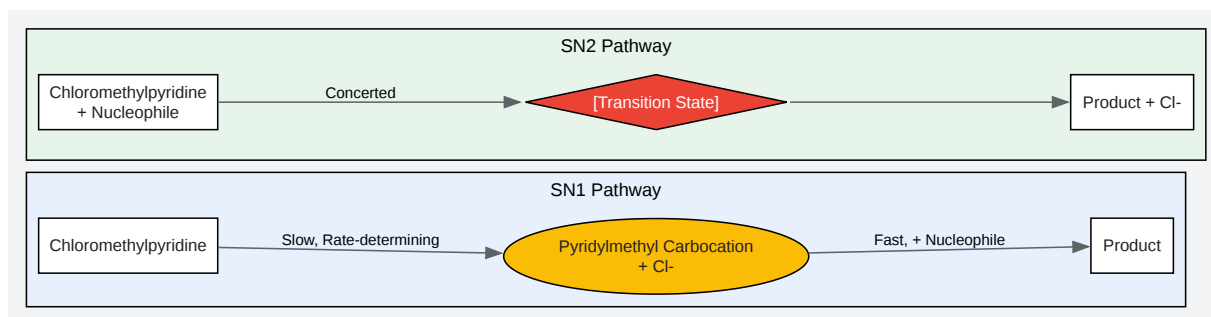 SN2 Pathway
Chloromethylpyridine
+ Nucleophile
Concerted
[Transition State]
Product + Cl-
SN1 Pathway
Chloromethylpyridine
Slow, Rate-determining
Pyridylmethyl Carbocation
+ Cl-
Fast, + Nucleophile
Product